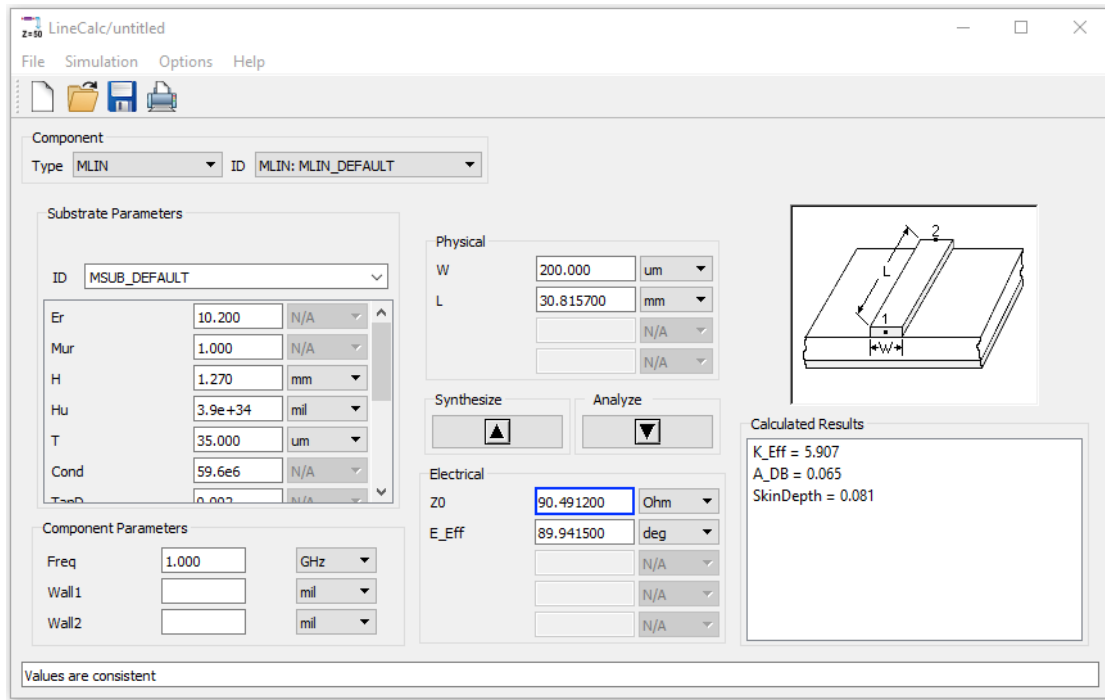 Z=50 LineCalc/untitled
File Simulation Options Help
Component
Type MLIN ID MLIN: MLIN_DEFAULT
Substrate Parameters
ID MSUB_DEFAULT
Er 10.200 N/A
Mur 1.000 N/A
H 1.270 mm
Hu 3.9e+34 mil
T 35.000 um
Cond 59.6e6 N/A
TanD 0.002 N/A
Component Parameters
Freq 1.000 GHz
Wall1 mil
Wall2 mil
Physical
W 200.000 um
L 30.815700 mm
N/A
N/A
Synthesize Analyze
Electrical
Z0 90.491200 Ohm
E_Eff 89.941500 deg
N/A
N/A
N/A
2
L
1
W
Calculated Results
K_Eff = 5.907
A_DB = 0.065
SkinDepth = 0.081
Values are consistent